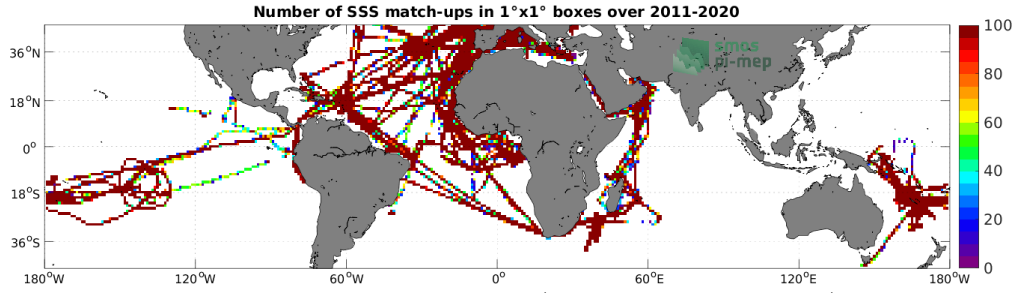 Number of SSS match-ups in 1°x1° boxes over 2011-2020
36°N
18°N
0°
18°S
36°S
180°W
120°W
60°W
0°
60°E
120°E
180°W
smos
pi-mep
100
80
60
40
20
0